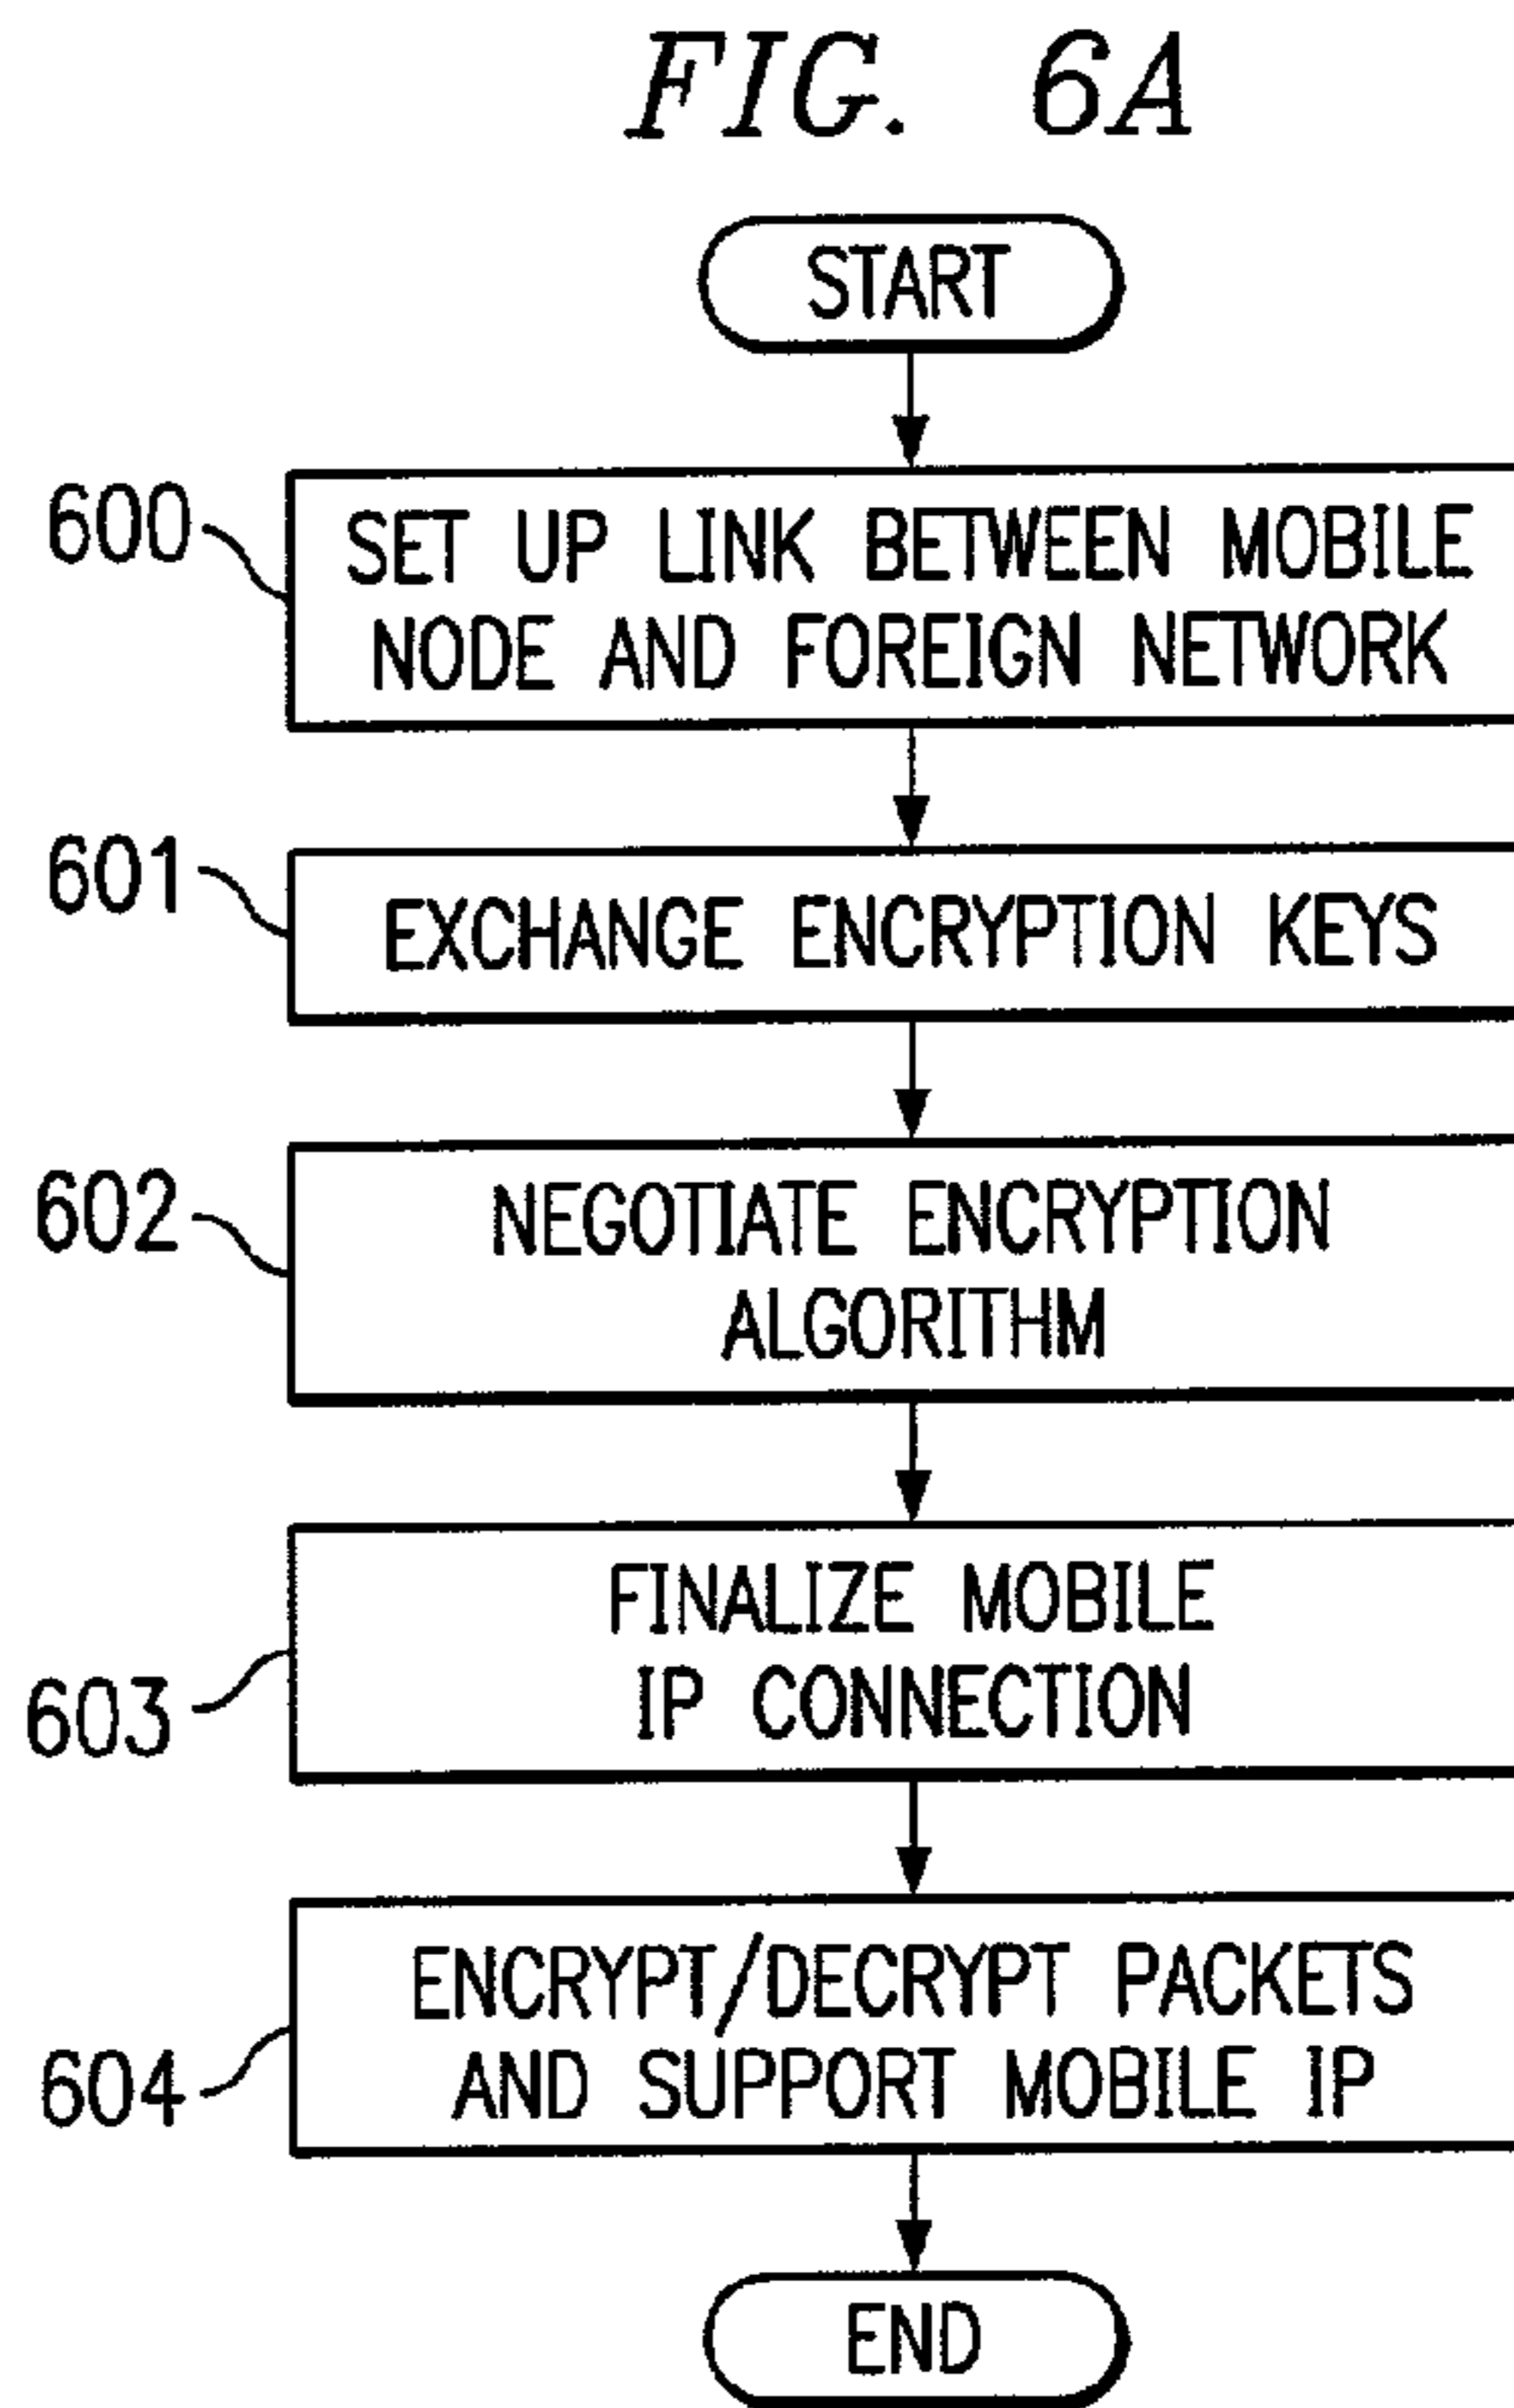 FIG. 6A
START
600
SET UP LINK BETWEEN MOBILE
NODE AND FOREIGN NETWORK
601
EXCHANGE ENCRYPTION KEYS
602
NEGOTIATE ENCRYPTION
ALGORITHM
603
FINALIZE MOBILE
IP CONNECTION
604
ENCRYPT/DECRYPT PACKETS
AND SUPPORT MOBILE IP
END